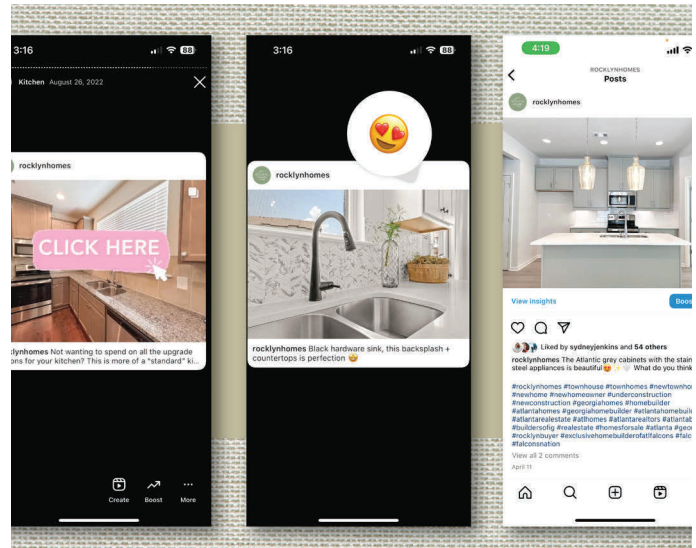 3:16
88
Kitchen August 26, 2022
rocklynhomes
CLICK HERE
Not wanting to spend on all the upgrade
for your kitchen? This is more of a "standard" ki...
Create Boost More
3:16
88
rocklynhomes
rocklynhomes Black hardware sink, this backsplash +
countertops is perfection
4:19
ROCKLYNHOMES
Posts
rocklynhomes
View insights
Liked by sydneyjenkins and 54 others
rocklynhomes The Atlantic grey cabinets with the stain
steel appliances is beautiful What do you think
#rocklynhomes #townhouse #townhomes #newtownho
#newhome #newhomeowner #underconstruction
#newconstruction #georgiahomes #homebuilder
#atlantahomes #georgiahomebuilder #atlantahomebuil
#atlantarealestate #atlhomes #atlantarealtors #atlantab
#buildersofig #realestate #homesforsale #atlanta #geor
#rocklynbuyer #exclusivehomebuilderofatlfalcons #falc
#falconsnation
View all 2 comments
April 11